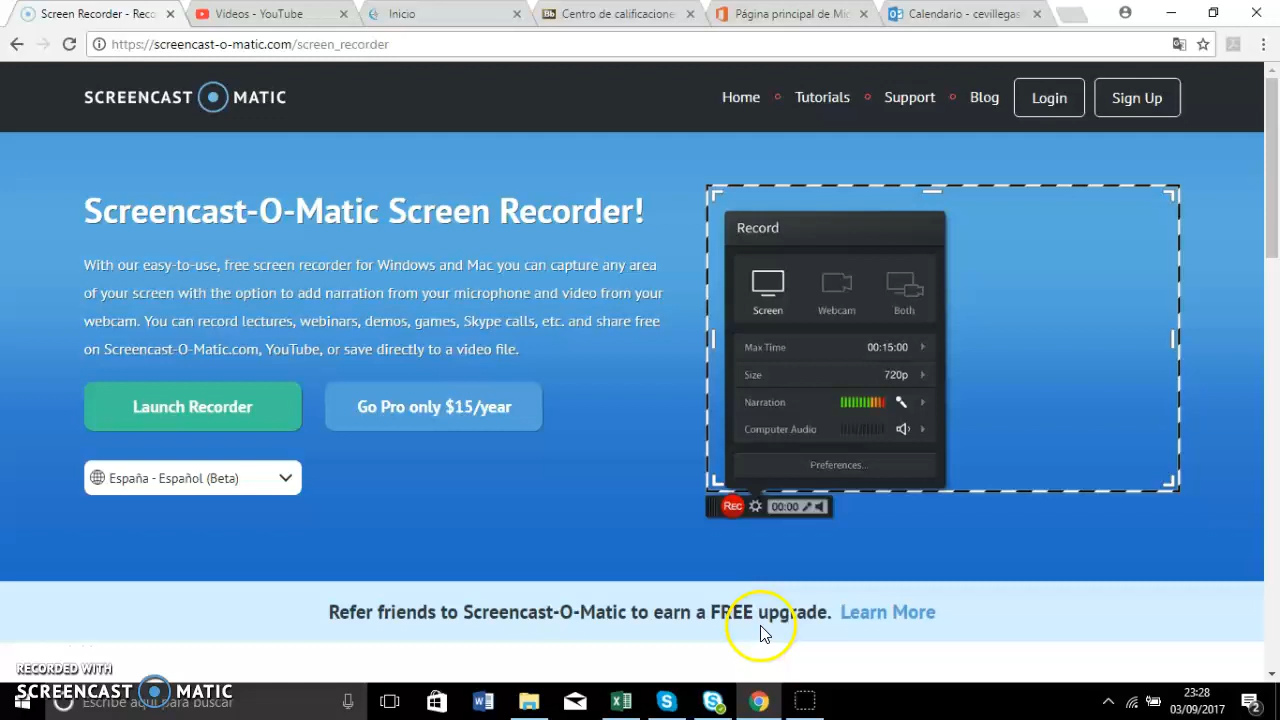 Screen Recorder - Reco
Videos - YouTube
Inicio
Bb Centro de calificacione
Página principal de Mi
Calendario - cevillegas
https://screencast-o-matic.com/screen_recorder
SCREENCAST MATIC
Home
Tutorials
Support
Blog
Login
Sign Up
Screencast-O-Matic Screen Recorder!
With our easy-to-use, free screen recorder for Windows and Mac you can capture any area
of your screen with the option to add narration from your microphone and video from your
webcam. You can record lectures, webinars, demos, games, Skype calls, etc. and share free
on Screencast-O-Matic.com, YouTube, or save directly to a video file.
Launch Recorder
Go Pro only $15/year
España - Español (Beta)
Record
Screen
Webcam
Both
Max Time 00:15:00
Size 720p
Narration
Computer Audio
Preferences...
Rec 00:00
Refer friends to Screencast-O-Matic to earn a FREE upgrade. Learn More
RECORDED WITH
SCREENCAST MATIC
Escribe aquí para buscar
23:28
03/09/2017
2